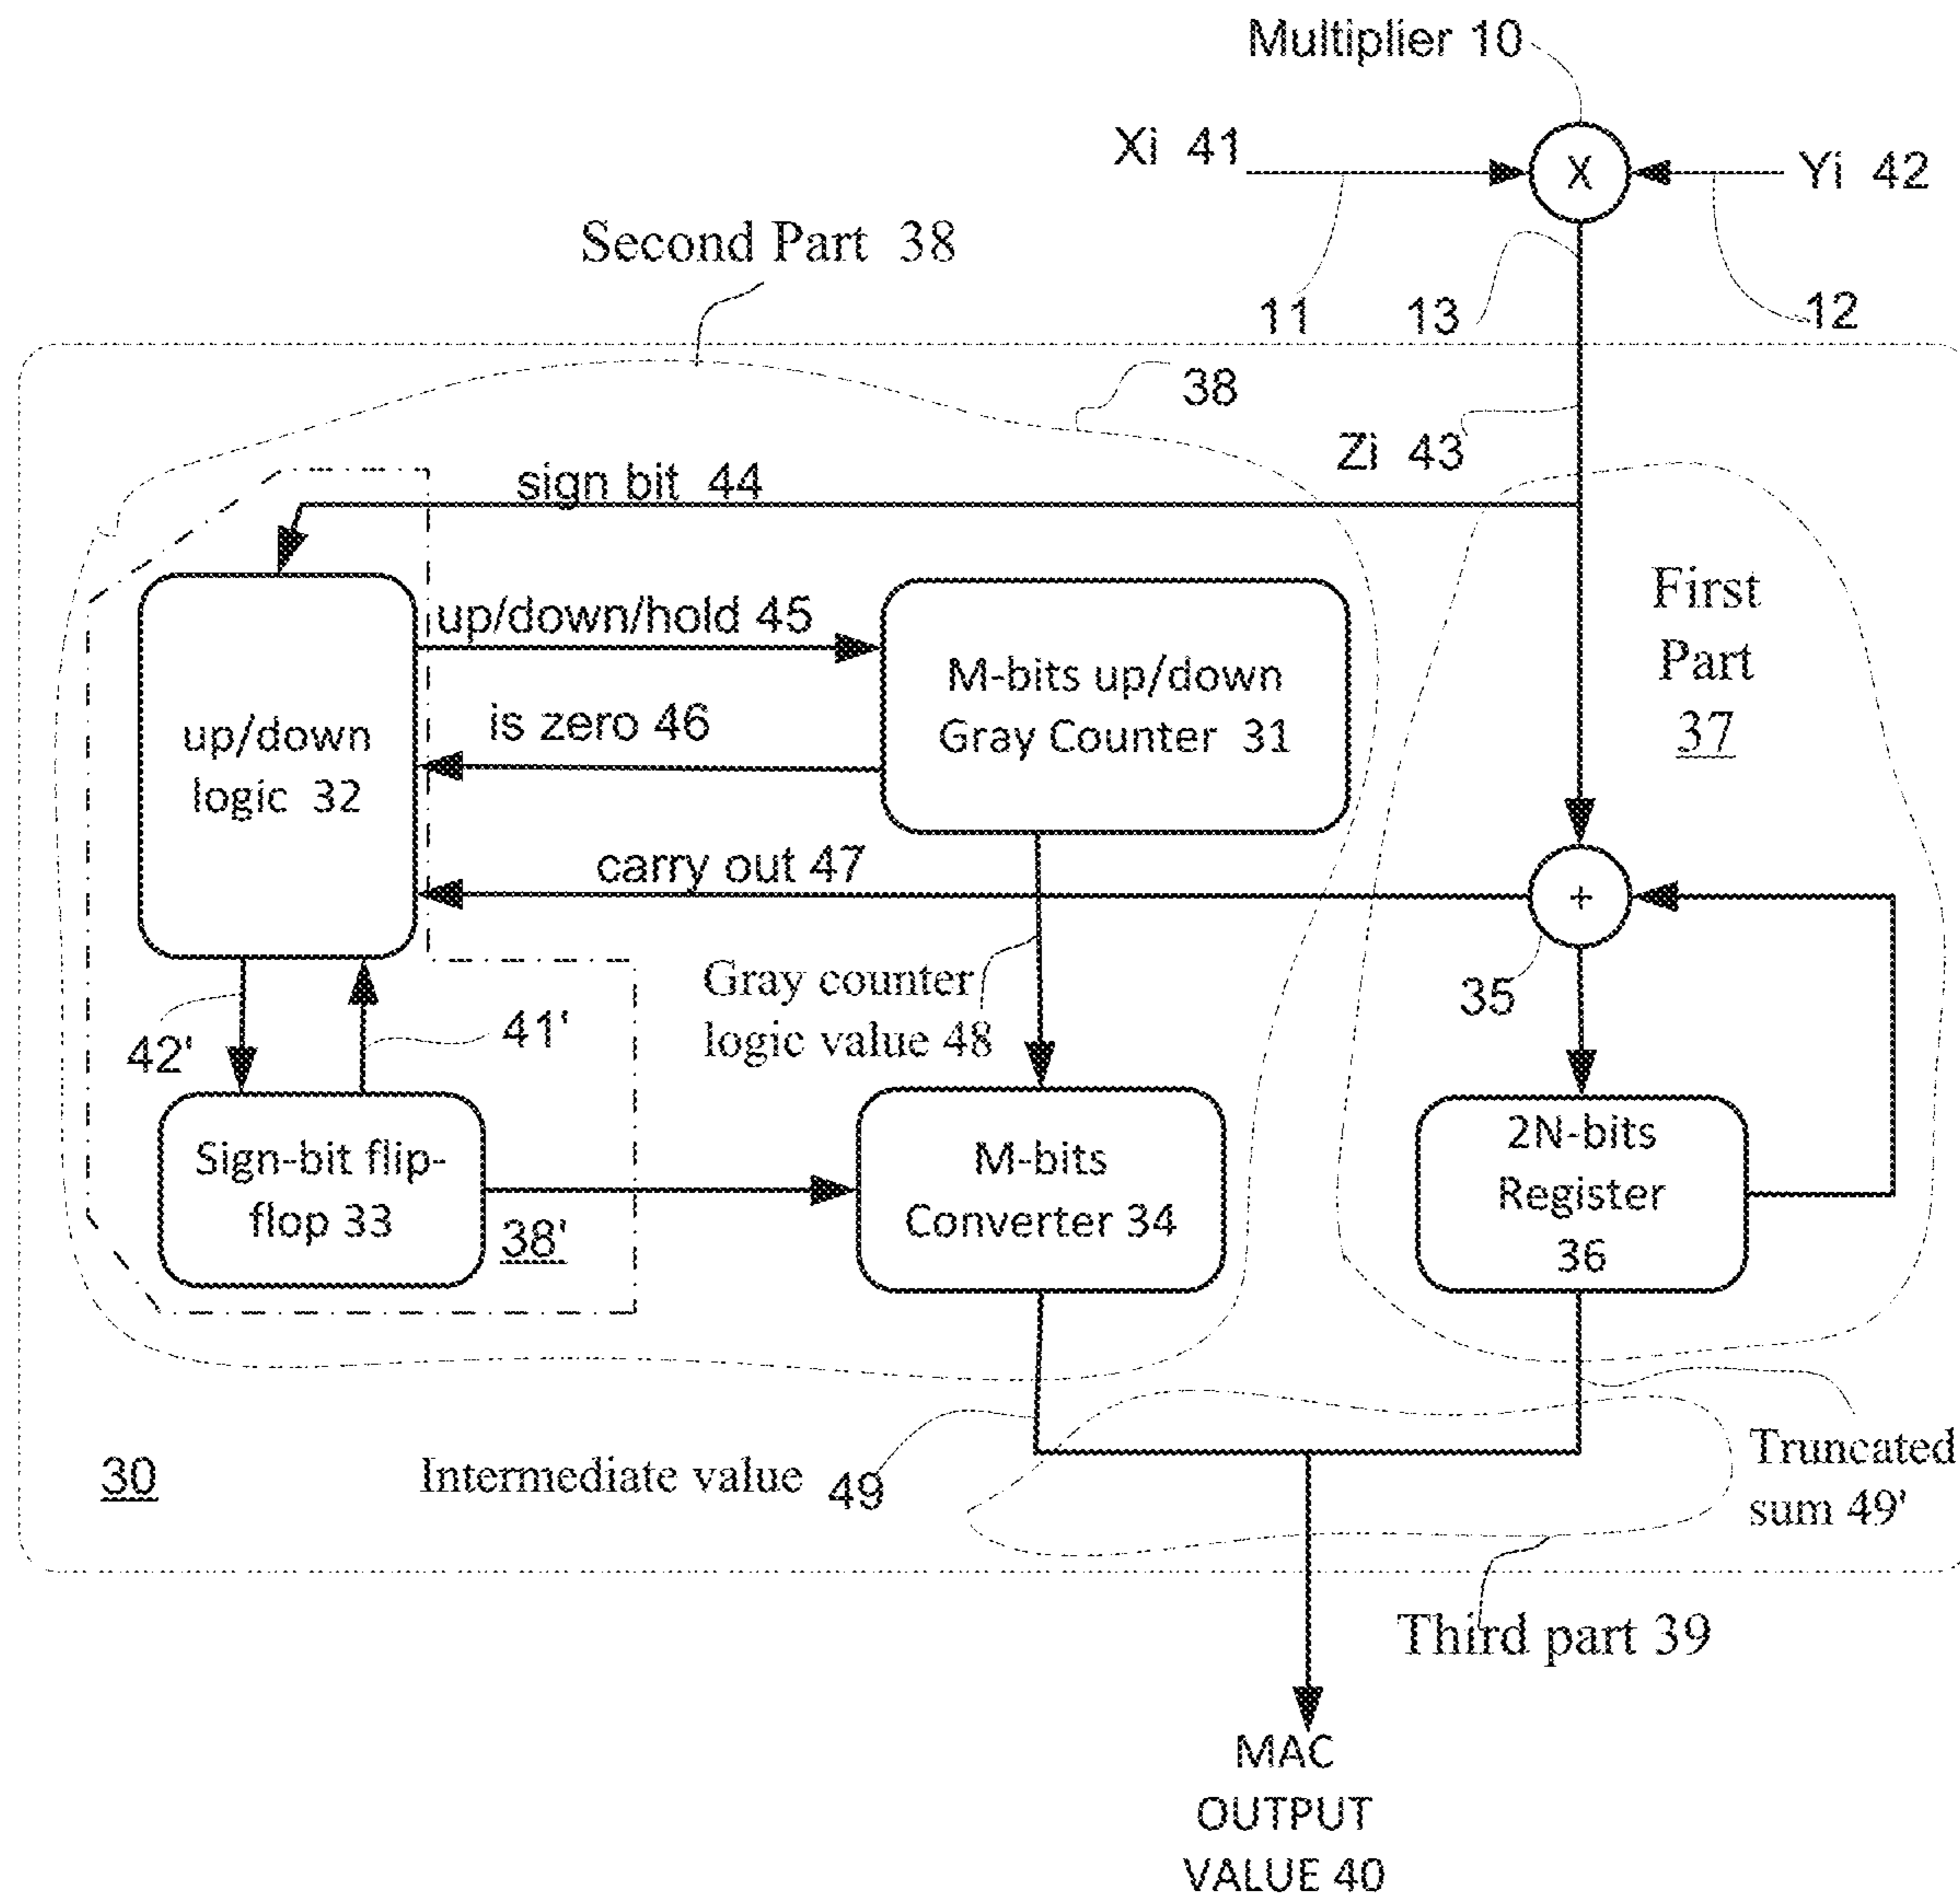 Multiplier 10
Xi 41
X
Yi 42
Second Part 38
11
13
12
38
Zi 43
sign bit 44
First
Part
37
up/down/hold 45
M-bits up/down
Gray Counter 31
is zero 46
up/down
logic 32
carry out 47
+
Gray counter
logic value 48
35
42'
41'
Sign-bit flip-
flop 33
38'
M-bits
Converter 34
2N-bits
Register
36
30
Intermediate value 49
Truncated
sum 49'
Third part 39
MAC
OUTPUT
VALUE 40